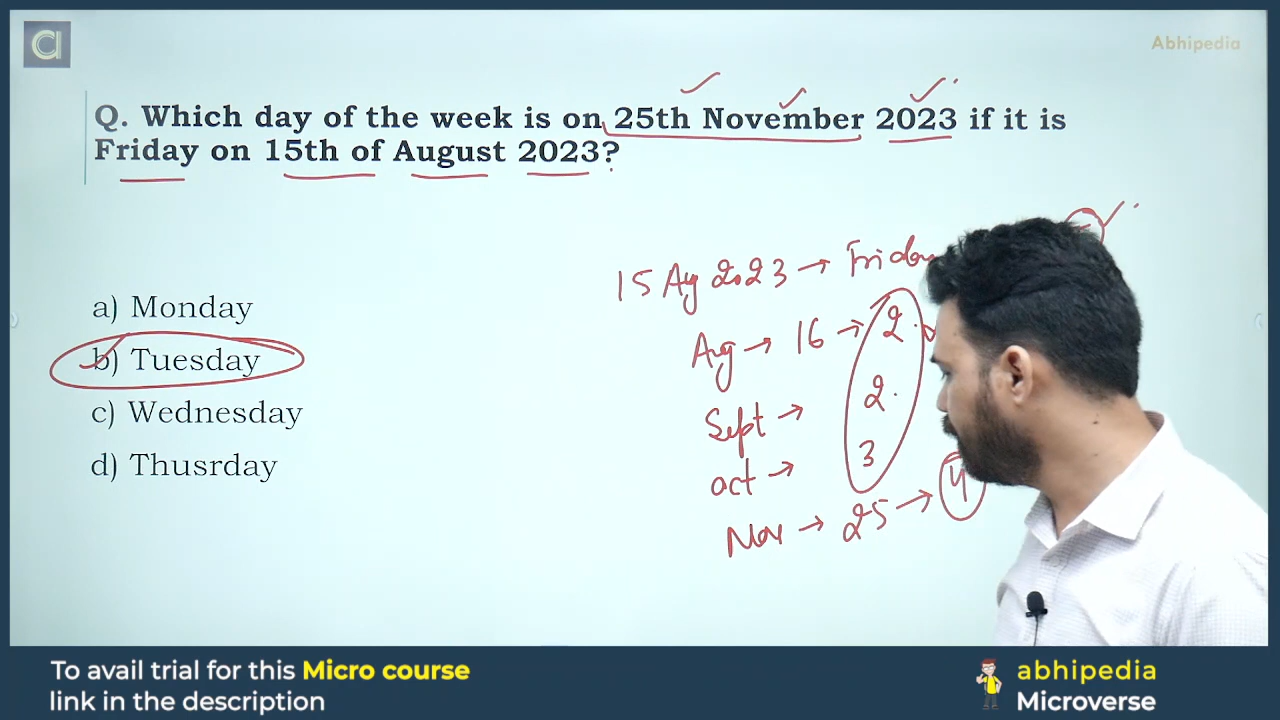 Abhipedia
Q. Which day of the week is on 25th November 2023 if it is
Friday on 15th of August 2023?
a) Monday
b) Tuesday
c) Wednesday
d) Thusrday
15 Aug 2023 → Friday
Aug → 16 → 2
Sept → 2
oct → 3
Nov → 25 → 4
To avail trial for this Micro course
link in the description
abhipedia
Microverse